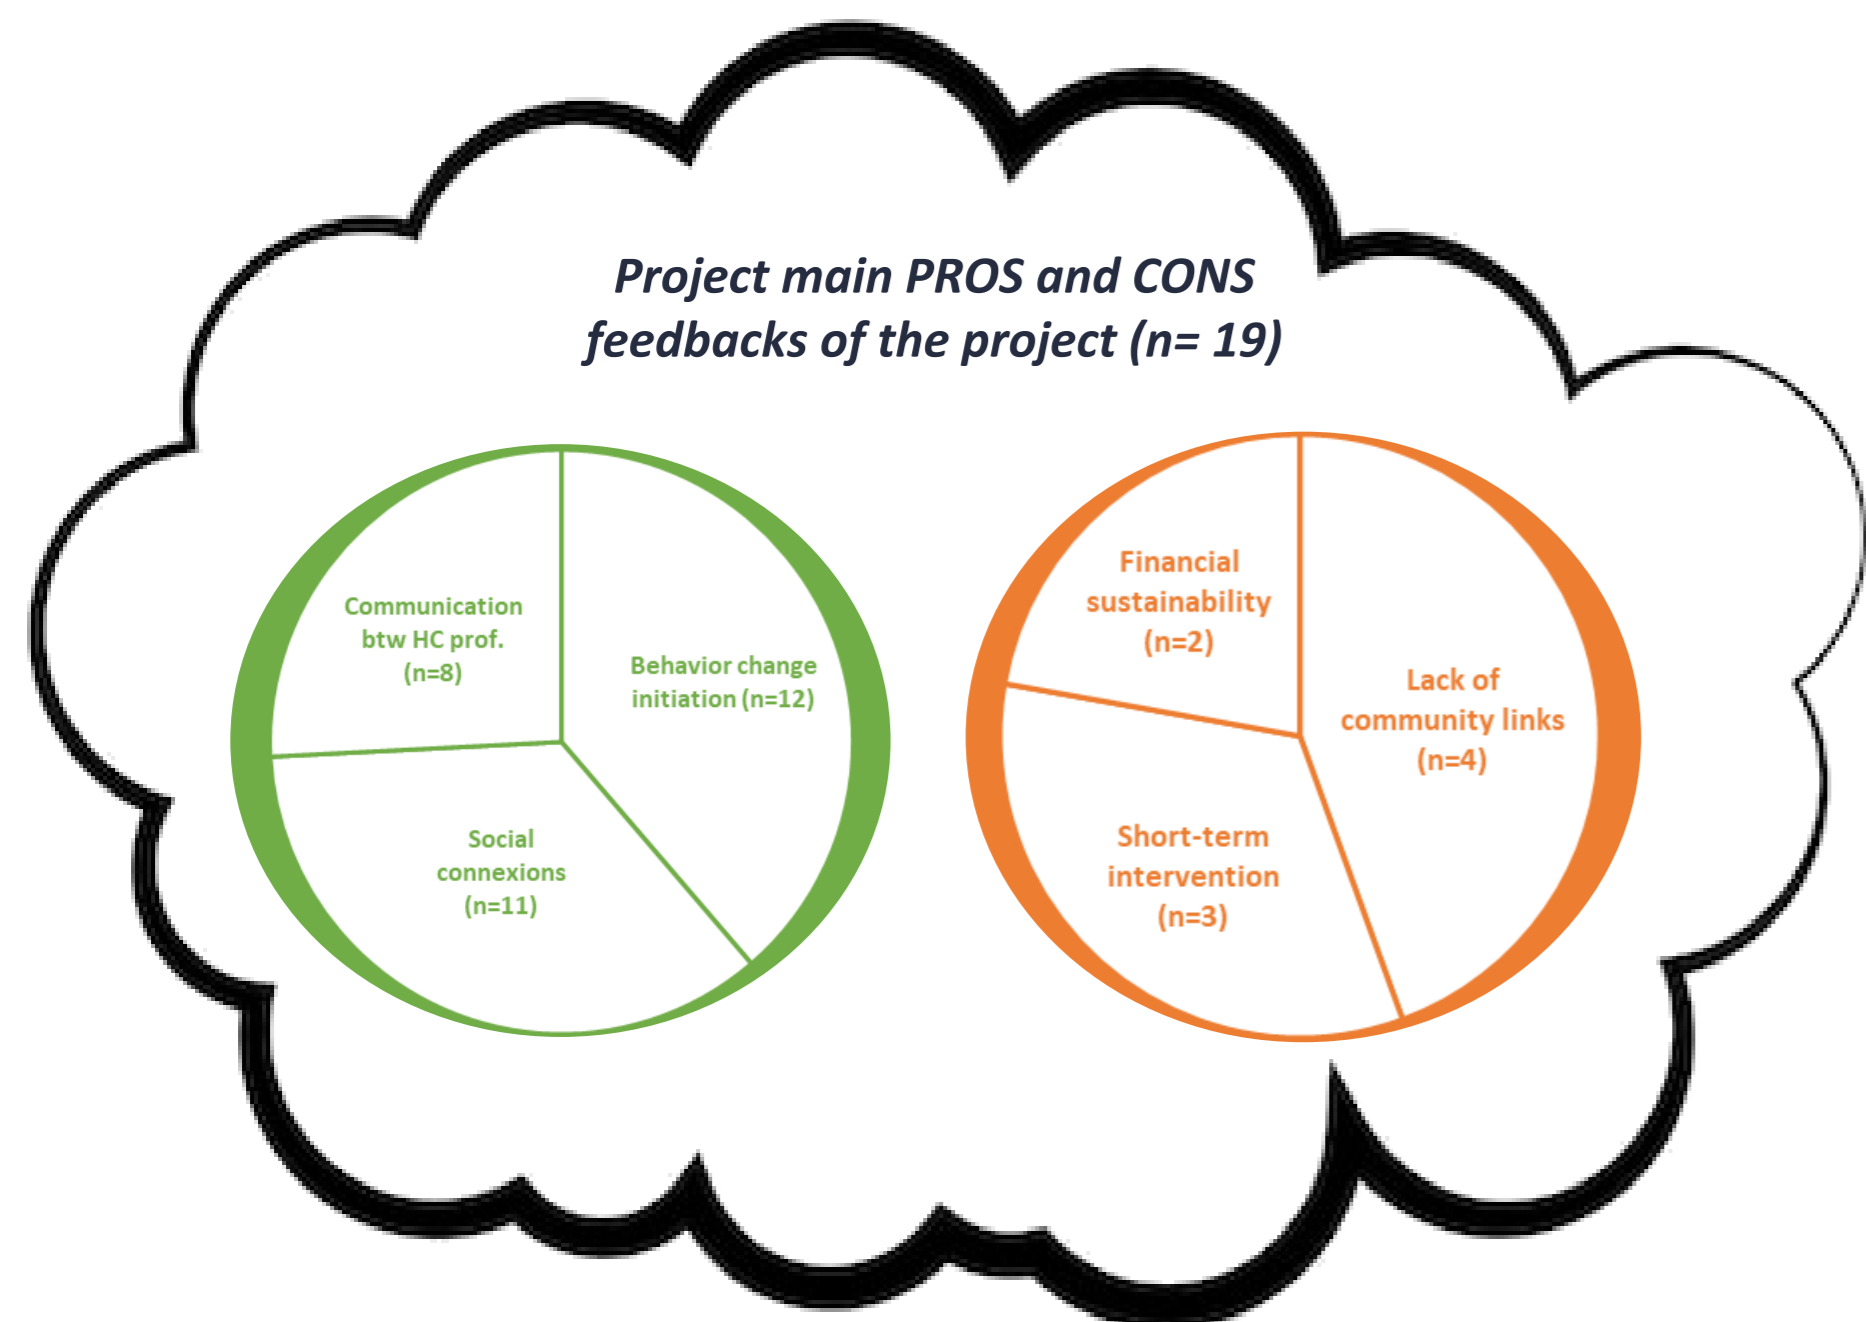 Project main PROS and CONS
feedbacks of the project (n= 19)
Communication
btw HC prof.
(n=8)
Behavior change
initiation (n=12)
Social
connexions
(n=11)
Financial
sustainability
(n=2)
Lack of
community links
(n=4)
Short-term
intervention
(n=3)